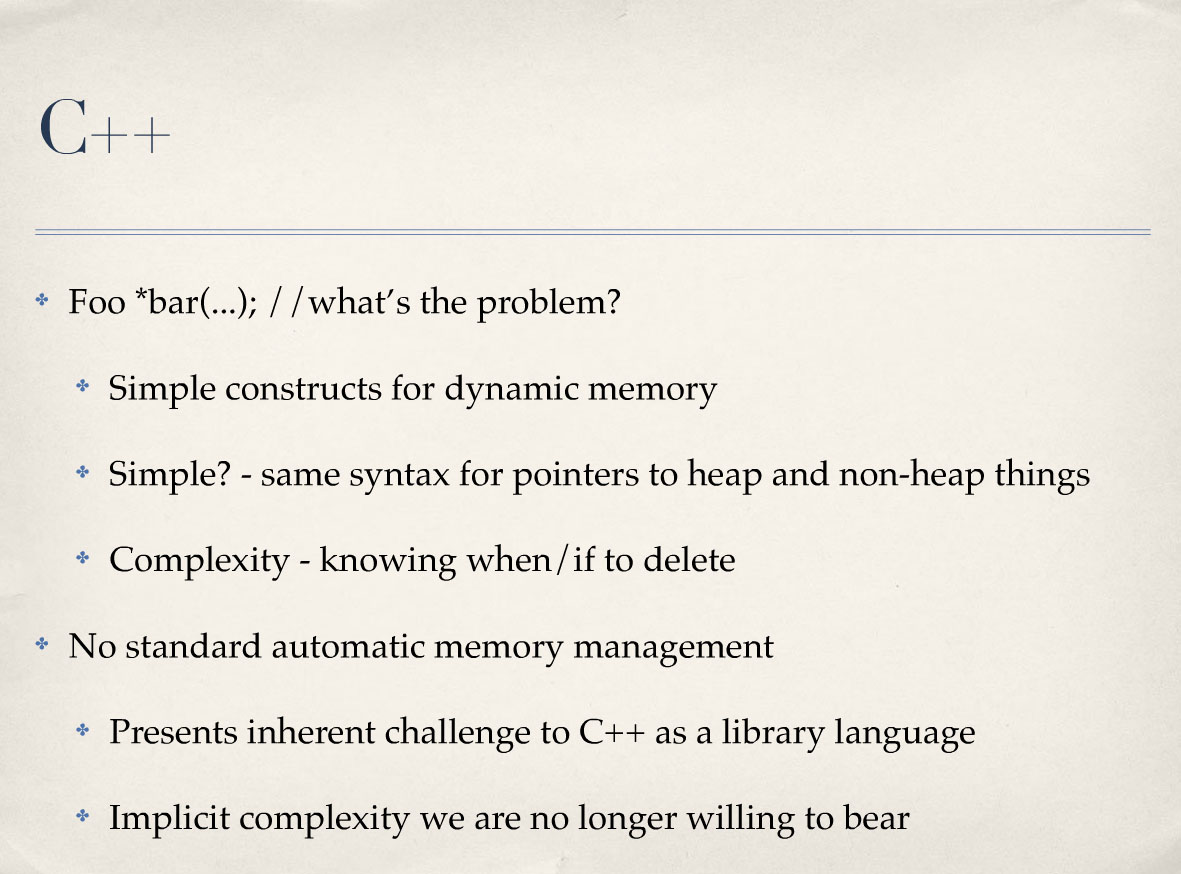 C++
Foo *bar(...); //what’s the problem?
Simple constructs for dynamic memory
Simple? - same syntax for pointers to heap and non-heap things
Complexity - knowing when/if to delete
No standard automatic memory management
Presents inherent challenge to C++ as a library language
Implicit complexity we are no longer willing to bear